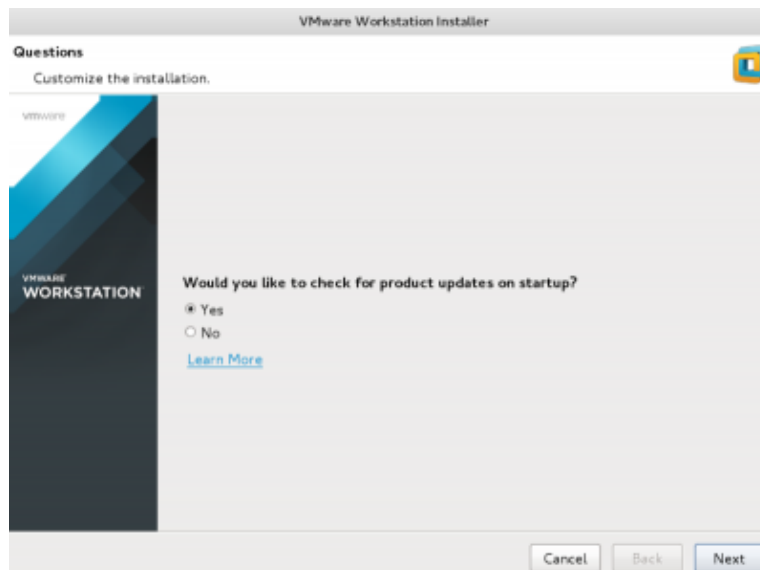 VMware Workstation Installer
Questions
Customize the installation.
vmware
VMWARE
WORKSTATION
Would you like to check for product updates on startup?
Yes
No
Learn More
Cancel
Back
Next